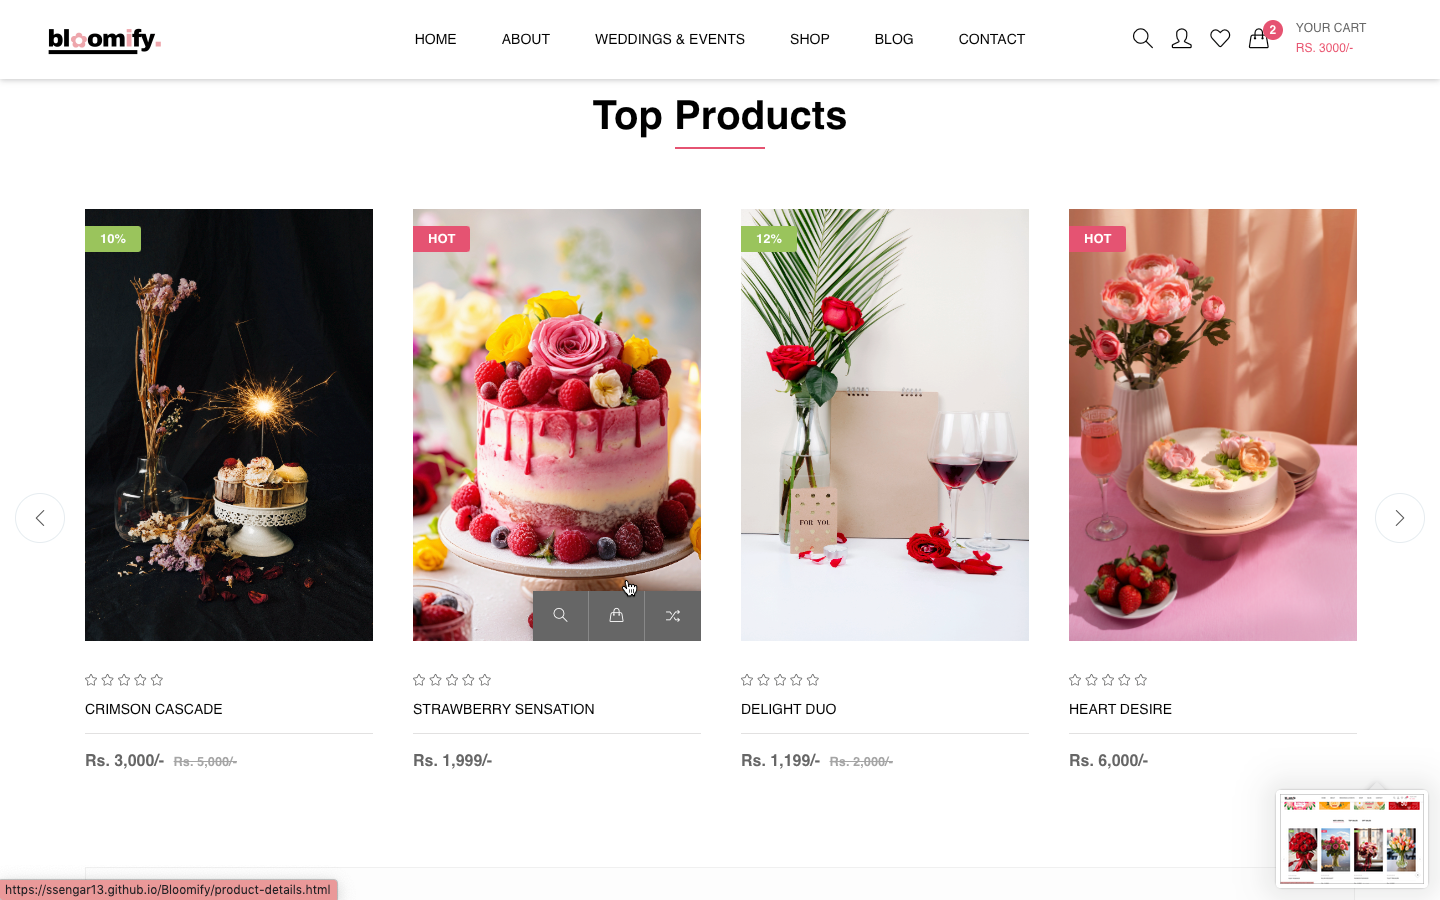 bloomify.
HOME
ABOUT
WEDDINGS & EVENTS
SHOP
BLOG
CONTACT
2
YOUR CART
RS. 3000/-
Top Products
10%
HOT
12%
HOT
FOR YOU
CRIMSON CASCADE
STRAWBERRY SENSATION
DELIGHT DUO
HEART DESIRE
Rs. 3,000/- Rs. 5,000/-
Rs. 1,999/-
Rs. 1,199/- Rs. 2,000/-
Rs. 6,000/-
https://ssengar13.github.io/Bloomify/product-details.html